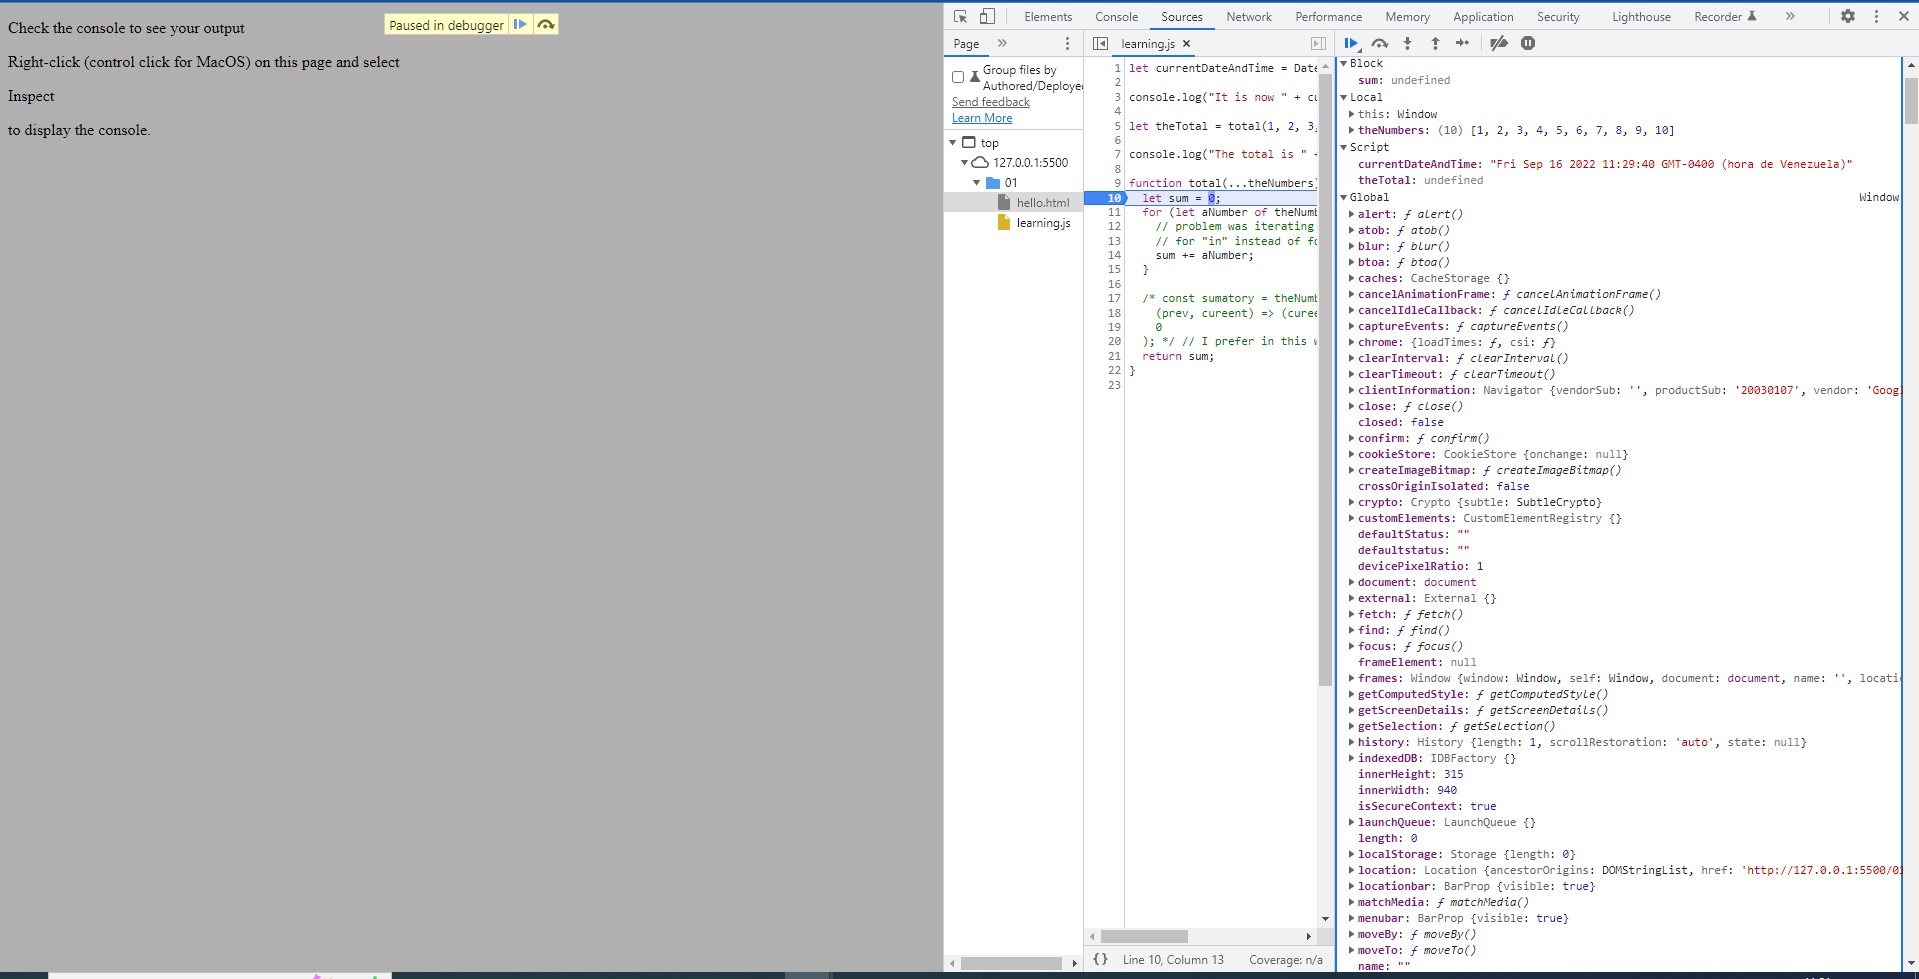 Check the console to see your output
Right-click (control click for MacOS) on this page and select
Inspect
to display the console.
Paused in debugger
Elements Console Sources Network Performance Memory Application Security Lighthouse Recorder »
Page »
learning.js ×
Group files by
Authored/Deployed
Send feedback
Learn More
top
127.0.0.1:5500
01
hello.html
learning.js
1 let currentDateAndTime = Date
2
3 console.log("It is now " + cu
4
5 let theTotal = total(1, 2, 3,
6
7 console.log("The total is " +
8
9 function total(...theNumbers)
10 let sum = 0;
11 for (let aNumber of theNumb
12 // problem was iterating
13 // for "in" instead of fo
14 sum += aNumber;
15 }
16
17 /* const sumatory = theNumb
18 (prev, cureent) => (curee
19 0
20 ); */ // I prefer in this w
21 return sum;
22 }
23
{} Line 10, Column 13 Coverage: n/a
Block
sum: undefined
Local
this: Window
theNumbers: (10) [1, 2, 3, 4, 5, 6, 7, 8, 9, 10]
Script
currentDateAndTime: "Fri Sep 16 2022 11:29:40 GMT-0400 (hora de Venezuela)"
theTotal: undefined
Global Window
alert: ƒ alert()
atob: ƒ atob()
blur: ƒ blur()
btoa: ƒ btoa()
caches: CacheStorage {}
cancelAnimationFrame: ƒ cancelAnimationFrame()
cancelIdleCallback: ƒ cancelIdleCallback()
captureEvents: ƒ captureEvents()
chrome: {loadTimes: ƒ, csi: ƒ}
clearInterval: ƒ clearInterval()
clearTimeout: ƒ clearTimeout()
clientInformation: Navigator {vendorSub: '', productSub: '20030107', vendor: 'Googl
close: ƒ close()
closed: false
confirm: ƒ confirm()
cookieStore: CookieStore {onchange: null}
createImageBitmap: ƒ createImageBitmap()
crossOriginIsolated: false
crypto: Crypto {subtle: SubtleCrypto}
customElements: CustomElementRegistry {}
defaultStatus: ""
defaultstatus: ""
devicePixelRatio: 1
document: document
external: External {}
fetch: ƒ fetch()
find: ƒ find()
focus: ƒ focus()
frameElement: null
frames: Window {window: Window, self: Window, document: document, name: '', locati
getComputedStyle: ƒ getComputedStyle()
getScreenDetails: ƒ getScreenDetails()
getSelection: ƒ getSelection()
history: History {length: 1, scrollRestoration: 'auto', state: null}
indexedDB: IDBFactory {}
innerHeight: 315
innerWidth: 940
isSecureContext: true
launchQueue: LaunchQueue {}
length: 0
localStorage: Storage {length: 0}
location: Location {ancestorOrigins: DOMStringList, href: 'http://127.0.0.1:5500/01
locationbar: BarProp {visible: true}
matchMedia: ƒ matchMedia()
menubar: BarProp {visible: true}
moveBy: ƒ moveBy()
moveTo: ƒ moveTo()
name: ""